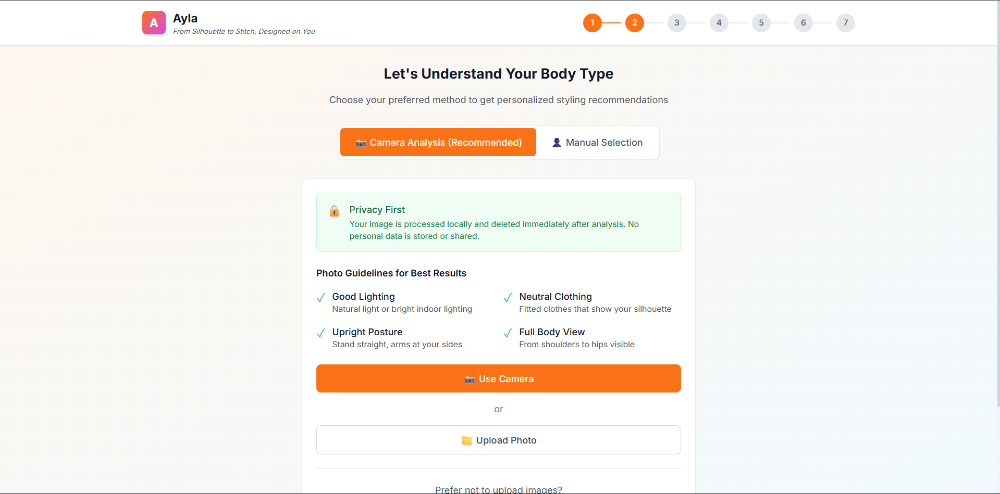 A
Ayla
From Silhouette to Stitch, Designed on You
1 2 3 4 5 6 7
Let's Understand Your Body Type
Choose your preferred method to get personalized styling recommendations
Camera Analysis (Recommended)
Manual Selection
Privacy First
Your image is processed locally and deleted immediately after analysis. No
personal data is stored or shared.
Photo Guidelines for Best Results
Good Lighting
Natural light or bright indoor lighting
Neutral Clothing
Fitted clothes that show your silhouette
Upright Posture
Stand straight, arms at your sides
Full Body View
From shoulders to hips visible
Use Camera
or
Upload Photo
Prefer not to upload images?